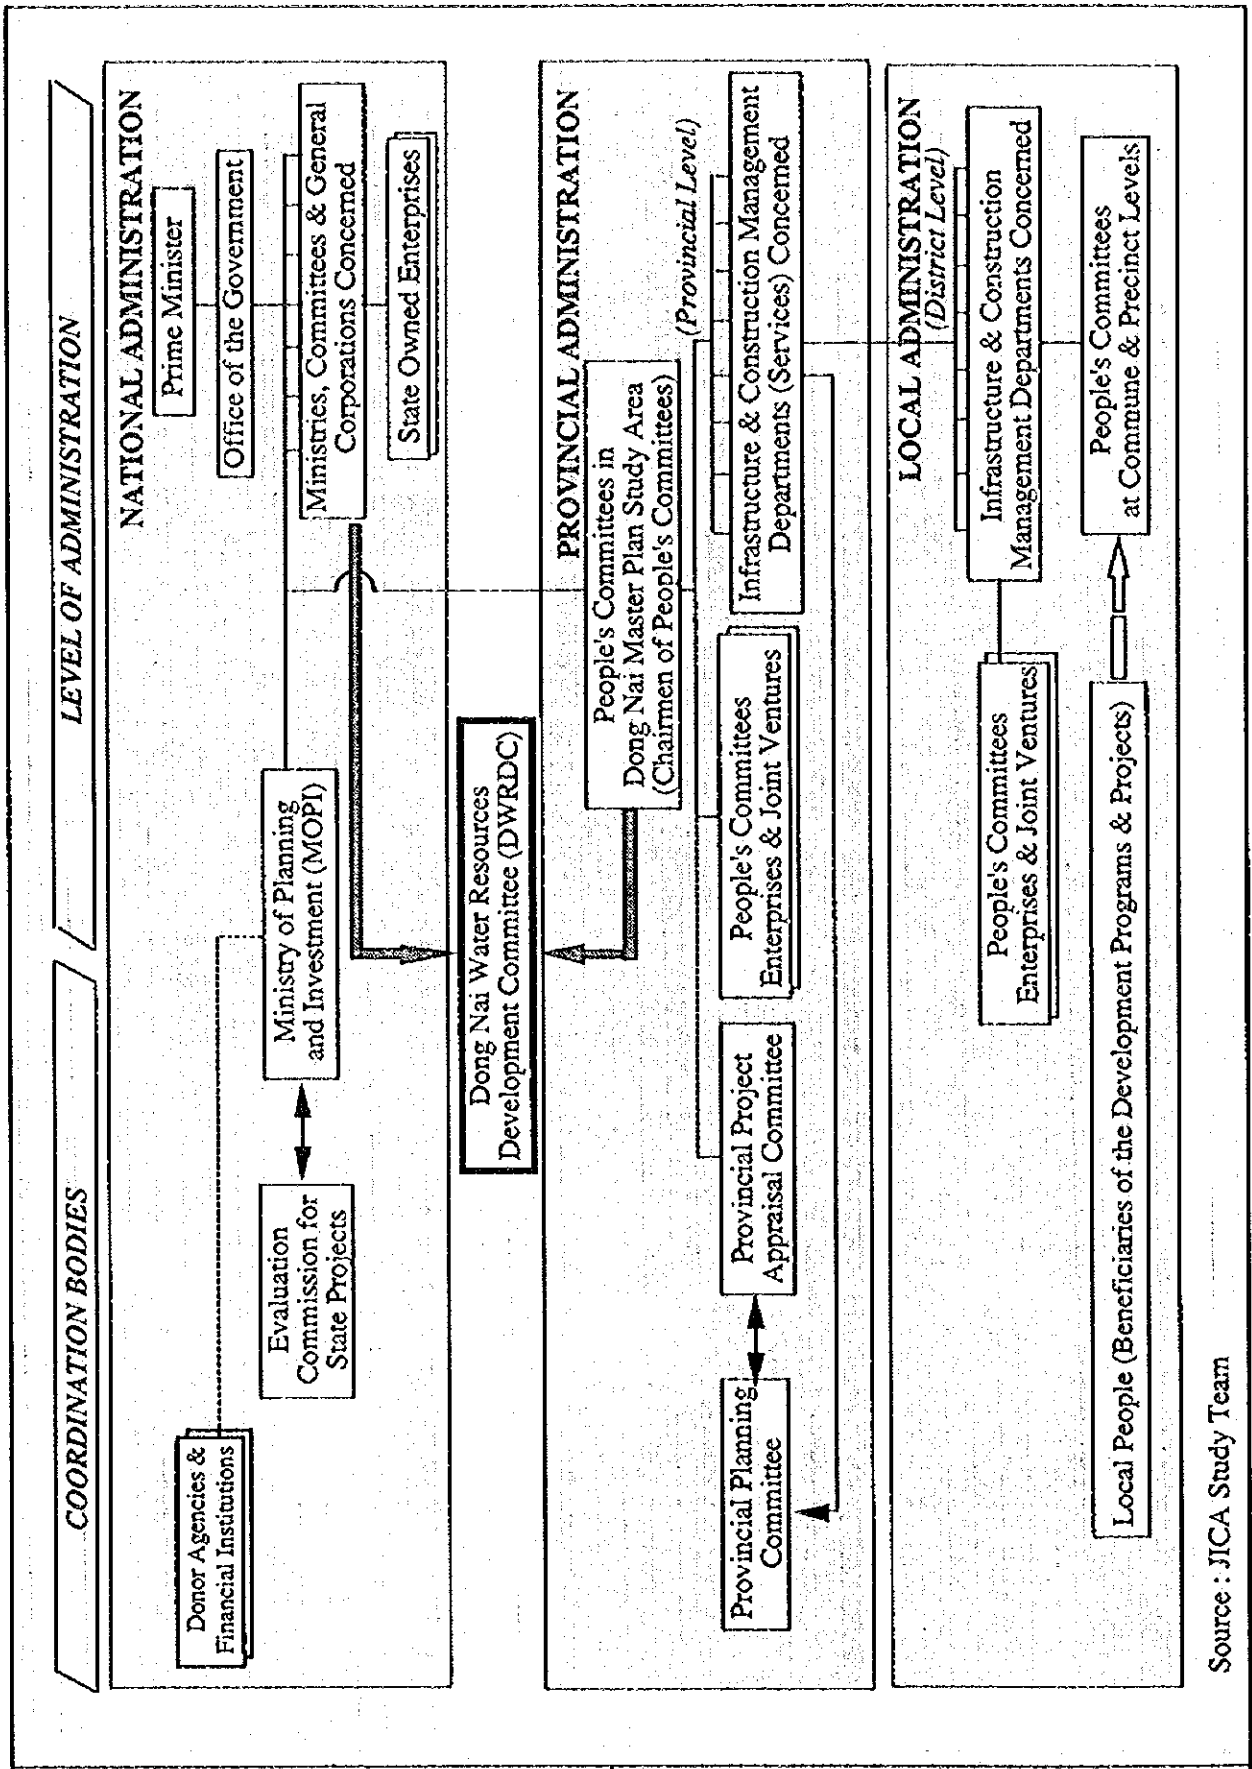 COORDINATION BODIES
LEVEL OF ADMINISTRATION
NATIONAL ADMINISTRATION
Prime Minister
Office of the Government
Donor Agencies &
Financial Institutions
Evaluation
Commission for
State Projects
Ministry of Planning
and Investment (MOPI)
Ministries, Committees & General
Corporations Concerned
State Owned Enterprises
Dong Nai Water Resources
Development Committee (DWRDC)
PROVINCIAL ADMINISTRATION
People's Committees in
Dong Nai Master Plan Study Area
(Chairmen of People's Committees)
(Provincial Level)
Provincial Planning
Committee
Provincial Project
Appraisal Committee
People's Committees
Enterprises & Joint Ventures
Infrastructure & Construction Management
Departments (Services) Concerned
LOCAL ADMINISTRATION
(District Level)
People's Committees
Enterprises & Joint Ventures
Infrastructure & Construction
Management Departments Concerned
Local People (Beneficiaries of the Development Programs & Projects)
People's Committees
at Commune & Precinct Levels
Source : JICA Study Team